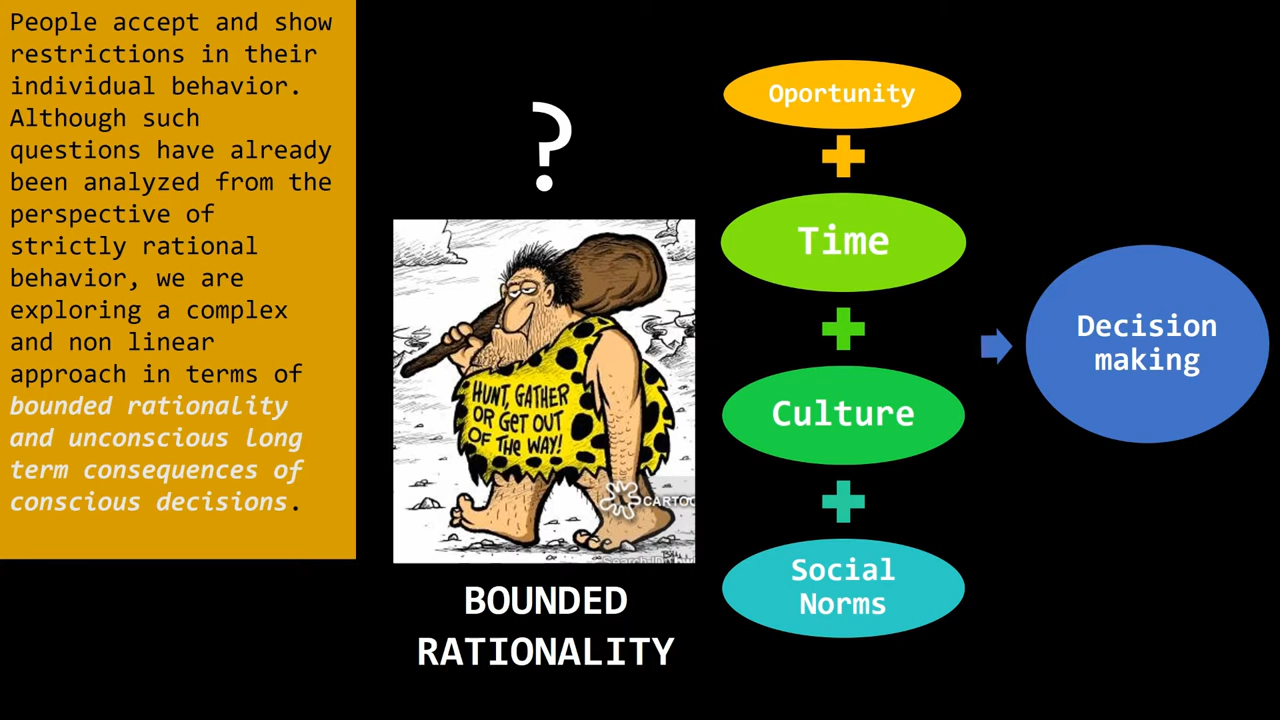 People accept and show
restrictions in their
individual behavior.
Although such
questions have already
been analyzed from the
perspective of
strictly rational
behavior, we are
exploring a complex
and non linear
approach in terms of
bounded rationality
and unconscious long
term consequences of
conscious decisions.
?
HUNT, GATHER
OR GET OUT
OF THE WAY!
CARTOO
BOUNDED
RATIONALITY
Oportunity
Time
Culture
Social
Norms
Decision
making